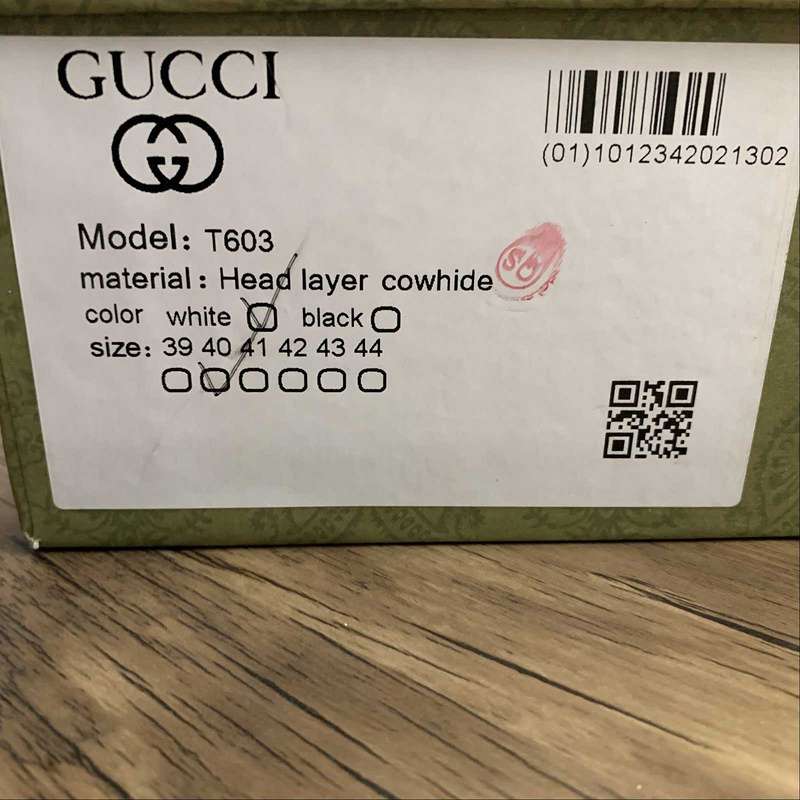 GUCCI
(01)1012342021302
Model: T603
material: Head layer cowhide
color white black
size: 39 40 41 42 43 44